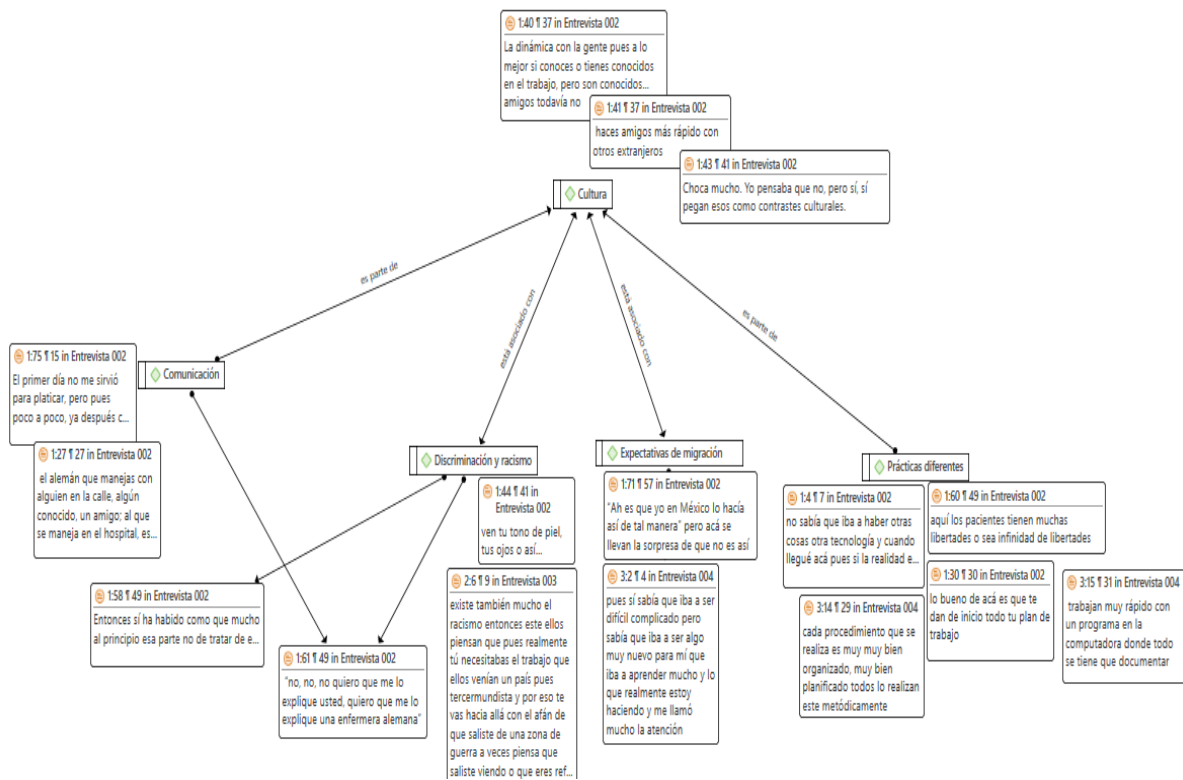 1:40 ¶ 37 in Entrevista 002
La dinámica con la gente pues a lo
mejor si conoces o tienes conocidos
en el trabajo, pero son conocidos...
amigos todavía no
1:41 ¶ 37 in Entrevista 002
haces amigos más rápido con
otros extranjeros
1:43 ¶ 41 in Entrevista 002
Choca mucho. Yo pensaba que no, pero sí, sí
pegan esos como contrastes culturales.
Cultura
es parte de
está asociado con
está asociado con
es parte de
1:75 ¶ 15 in Entrevista 002
El primer día no me sirvió
para platicar, pero pues
poco a poco, ya después c...
Comunicación
1:27 ¶ 27 in Entrevista 002
el alemán que manejas con
alguien en la calle, algún
conocido, un amigo; al que
se maneja en el hospital, es...
Discriminación y racismo
1:44 ¶ 41 in
Entrevista 002
ven tu tono de piel,
tus ojos o así...
Expectativas de migración
1:71 ¶ 57 in Entrevista 002
"Ah es que yo en México lo hacía
así de tal manera" pero acá se
llevan la sorpresa de que no es así
Prácticas diferentes
1:4 ¶ 7 in Entrevista 002
no sabía que iba a haber otras
cosas otra tecnología y cuando
llegué acá pues si la realidad e...
1:60 ¶ 49 in Entrevista 002
aquí los pacientes tienen muchas
libertades o sea infinidad de libertades
1:58 ¶ 49 in Entrevista 002
Entonces sí ha habido como que mucho
al principio esa parte no de tratar de e...
1:61 ¶ 49 in Entrevista 002
"no, no, no quiero que me lo
explique usted, quiero que me lo
explique una enfermera alemana"
2:6 ¶ 9 in Entrevista 003
existe también mucho el
racismo entonces este ellos
piensan que pues realmente
tú necesitabas el trabajo que
ellos venían un país pues
tercermundista y por eso te
vas hacia allá con el afán de
que saliste de una zona de
guerra a veces piensa que
saliste viendo o que eres ref...
3:2 ¶ 4 in Entrevista 004
pues sí sabía que iba a ser
difícil complicado pero
sabía que iba a ser algo
muy nuevo para mí que
iba a aprender mucho y lo
que realmente estoy
haciendo y me llamó
mucho la atención
3:14 ¶ 29 in Entrevista 004
cada procedimiento que se
realiza es muy muy bien
organizado, muy bien
planificado todos lo realizan
este metódicamente
1:30 ¶ 30 in Entrevista 002
lo bueno de acá es que te
dan de inicio todo tu plan de
trabajo
3:15 ¶ 31 in Entrevista 004
trabajan muy rápido con
un programa en la
computadora donde todo
se tiene que documentar